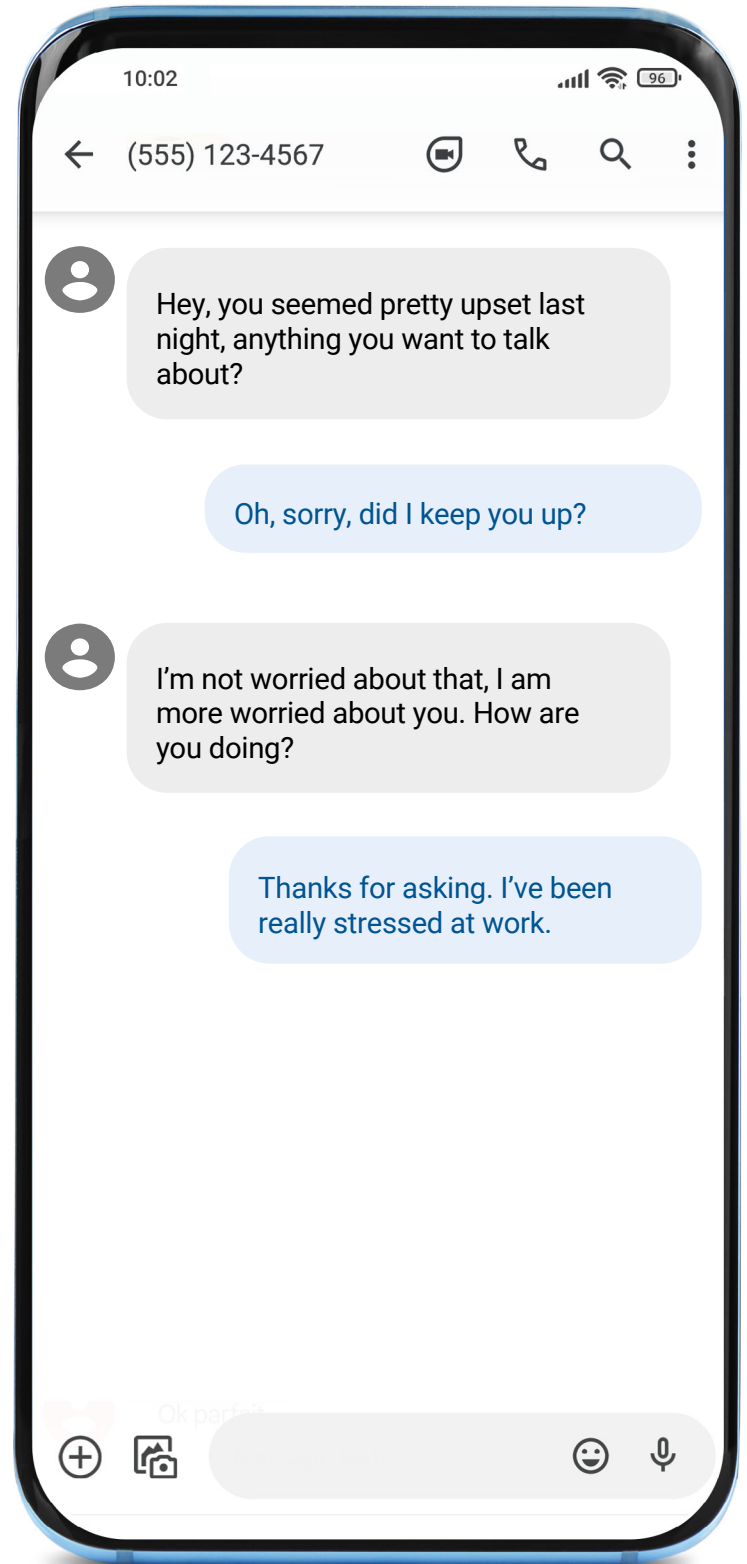 10:02
96
(555) 123-4567
Hey, you seemed pretty upset last
night, anything you want to talk
about?
Oh, sorry, did I keep you up?
I’m not worried about that, I am
more worried about you. How are
you doing?
Thanks for asking. I’ve been
really stressed at work.
Ok parfait